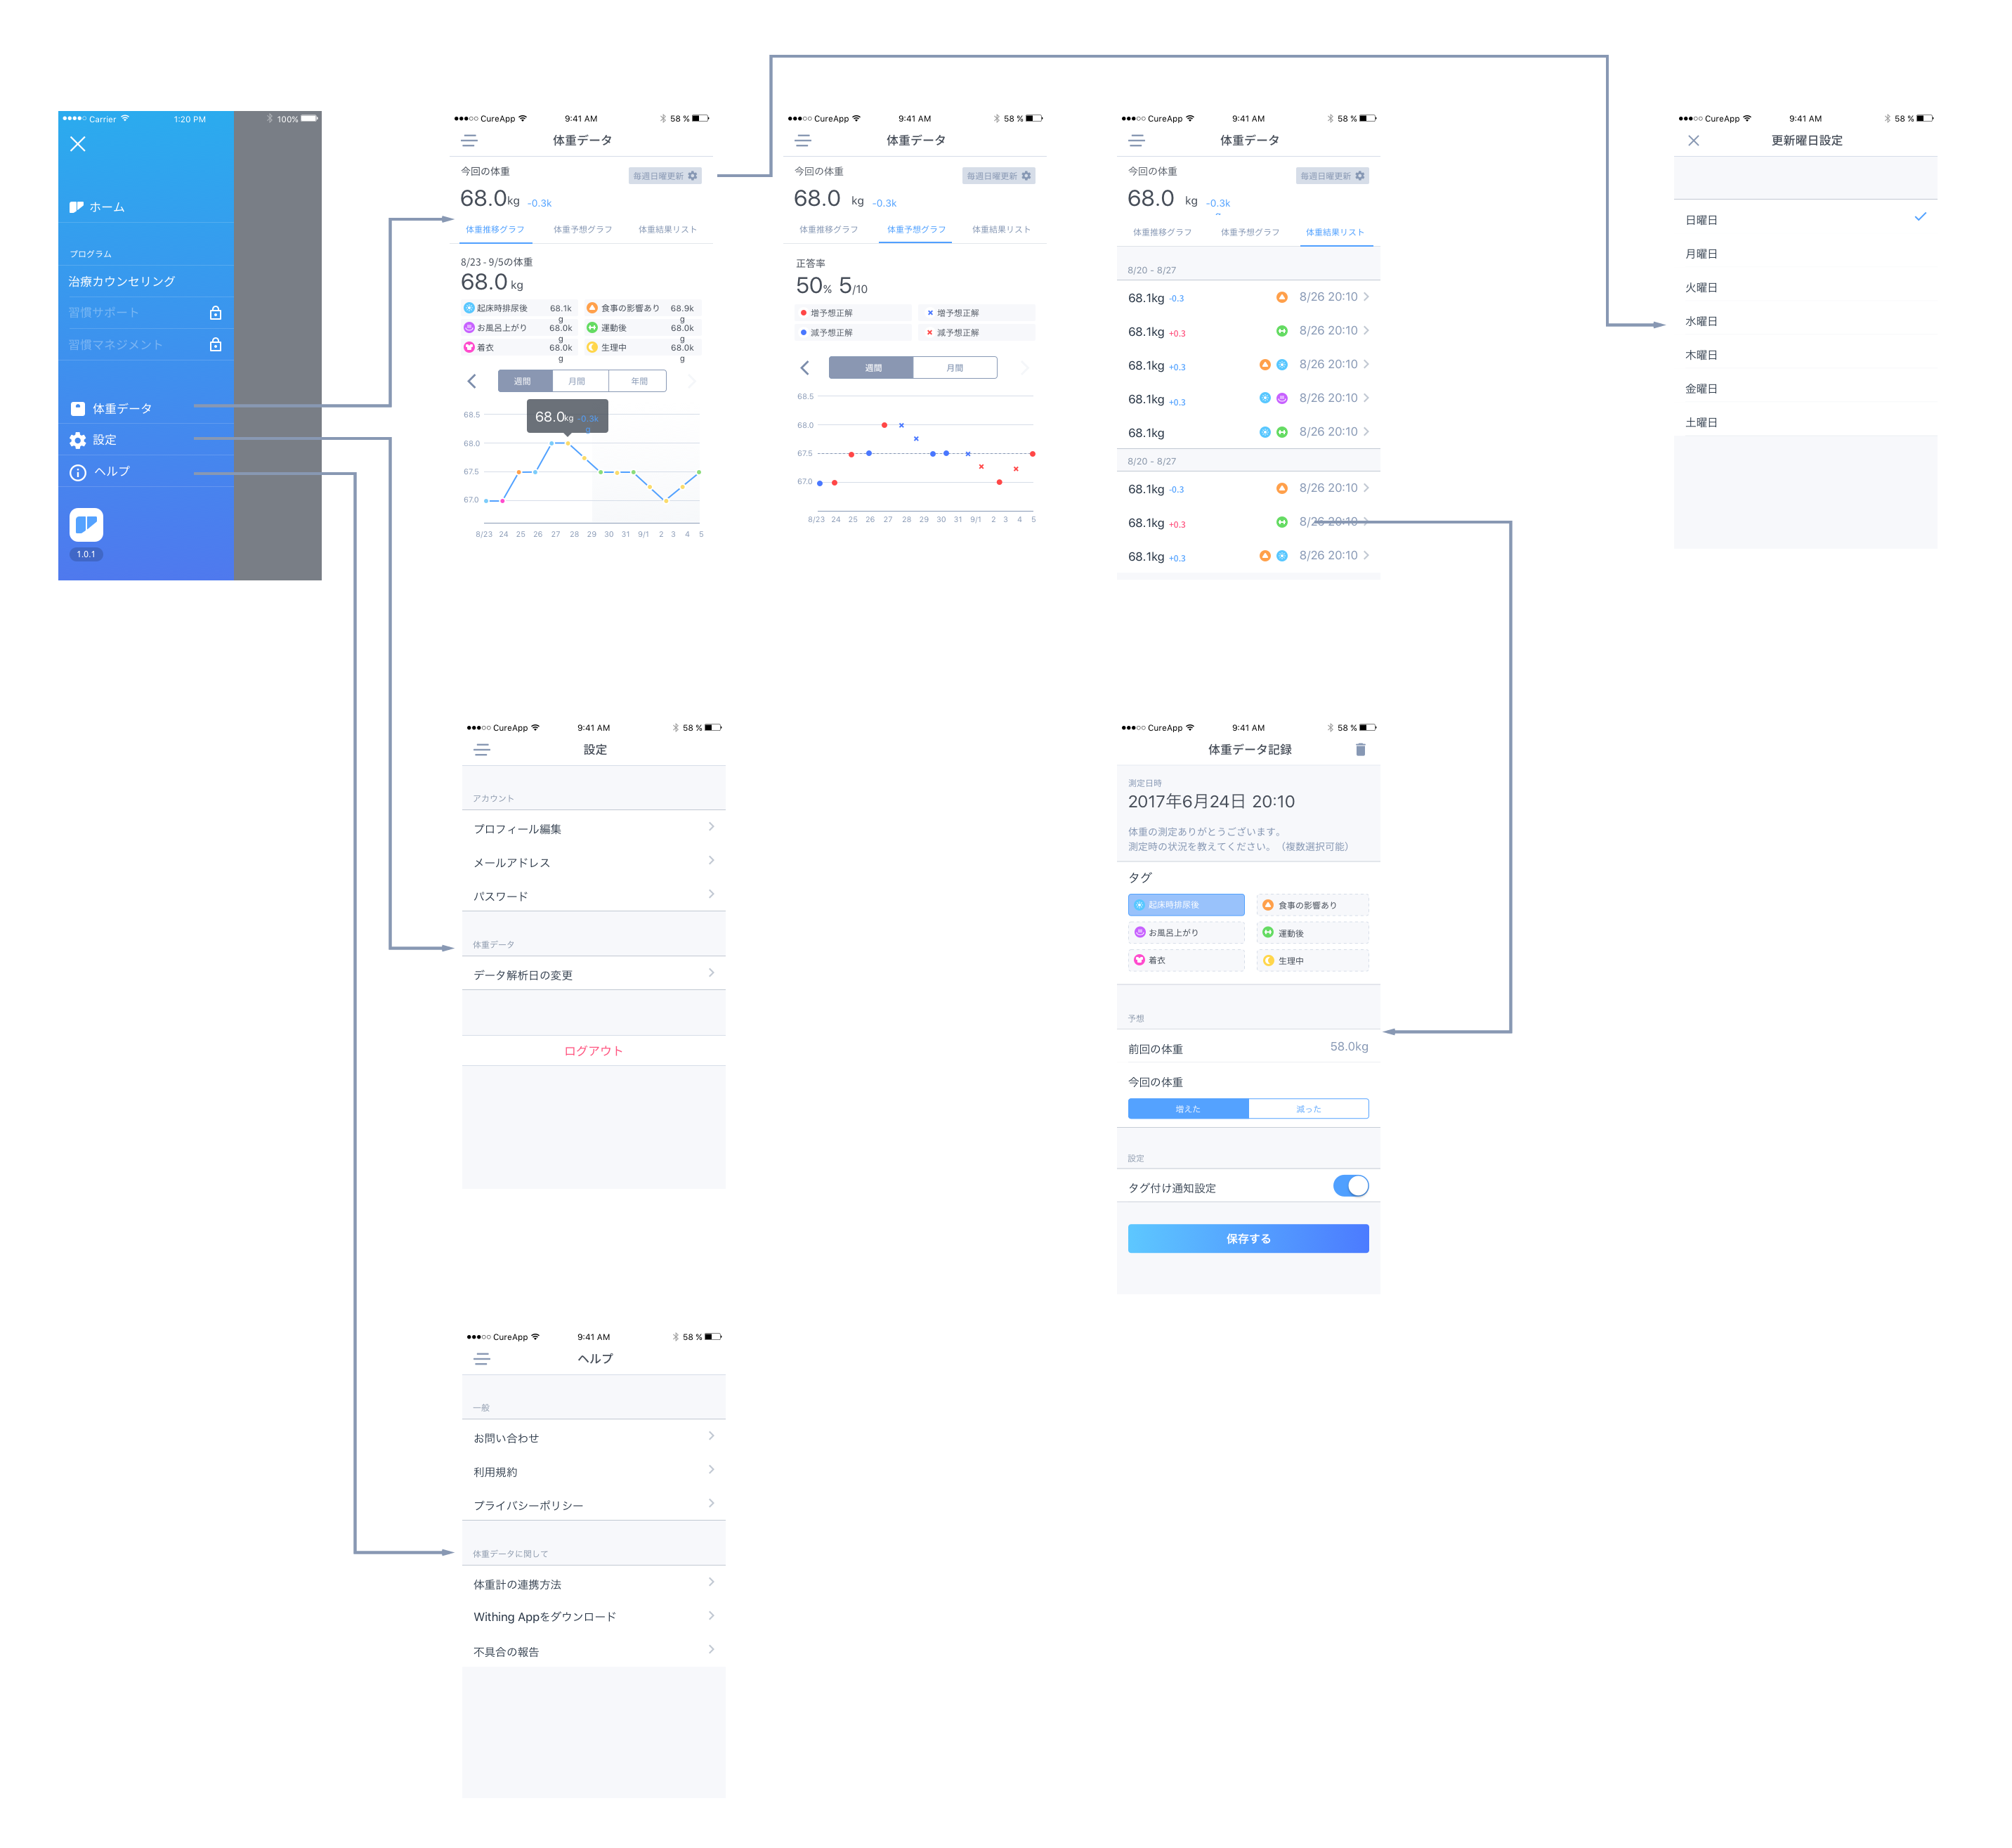 Carrier 1:20 PM 100%
ホーム
プログラム
治療カウンセリング
習慣サポート
習慣マネジメント
体重データ
設定
ヘルプ
1.0.1
CureApp 9:41 AM 58 %
体重データ
今回の体重
毎週日曜更新
68.0kg -0.3k
体重推移グラフ 体重予想グラフ 体重結果リスト
8/23 - 9/5の体重
68.0 kg
起床時排尿後 68.1k
g
食事の影響あり 68.9k
g
お風呂上がり 68.0k
g
運動後 68.0k
g
着衣 68.0k
g
生理中 68.0k
g
週間 月間 年間
68.0kg -0.3k
g
68.5
68.0
67.5
67.0
8/23 24 25 26 27 28 29 30 31 9/1 2 3 4 5
CureApp 9:41 AM 58 %
体重データ
今回の体重
毎週日曜更新
68.0 kg -0.3k
体重推移グラフ 体重予想グラフ 体重結果リスト
正答率
50% 5/10
増予想正解 増予想正解
減予想正解 減予想正解
週間 月間
68.5
68.0
67.5
67.0
8/23 24 25 26 27 28 29 30 31 9/1 2 3 4 5
CureApp 9:41 AM 58 %
体重データ
今回の体重
毎週日曜更新
68.0 kg -0.3k
体重推移グラフ 体重予想グラフ 体重結果リスト
8/20 - 8/27
68.1kg -0.3 8/26 20:10
68.1kg +0.3 8/26 20:10
68.1kg +0.3 8/26 20:10
68.1kg +0.3 8/26 20:10
68.1kg 8/26 20:10
8/20 - 8/27
68.1kg -0.3 8/26 20:10
68.1kg +0.3 8/26 20:10
68.1kg +0.3 8/26 20:10
CureApp 9:41 AM 58 %
更新曜日設定
日曜日
月曜日
火曜日
水曜日
木曜日
金曜日
土曜日
CureApp 9:41 AM 58 %
設定
アカウント
プロフィール編集
メールアドレス
パスワード
体重データ
データ解析日の変更
ログアウト
CureApp 9:41 AM 58 %
体重データ記録
測定日時
2017年6月24日 20:10
体重の測定ありがとうございます。
測定時の状況を教えてください。（複数選択可能）
タグ
起床時排尿後 食事の影響あり
お風呂上がり 運動後
着衣 生理中
予想
前回の体重 58.0kg
今回の体重
増えた 減った
設定
タグ付け通知設定
保存する
CureApp 9:41 AM 58 %
ヘルプ
一般
お問い合わせ
利用規約
プライバシーポリシー
体重データに関して
体重計の連携方法
Withing Appをダウンロード
不具合の報告